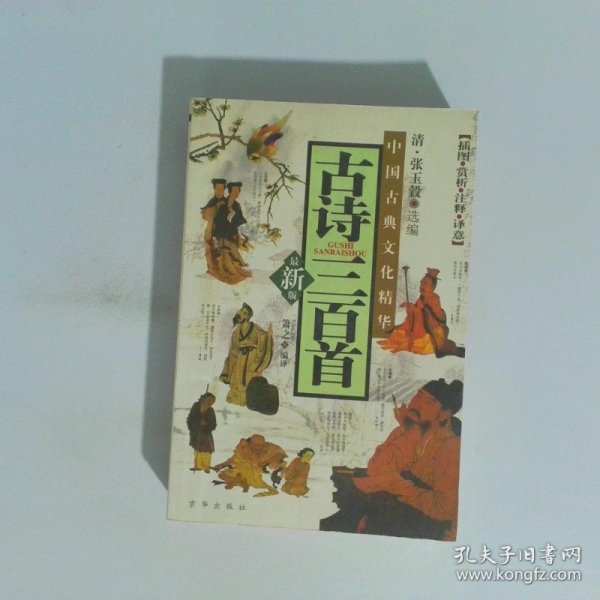 【插图●赏析●注释●译意】
清·张玉穀●选编
中国古典文化精华
古诗三百首
GUSHI
SANBAISHOU
最新版
箫之●编译
京华出版社
孔夫子旧书网
www.kongfz.com